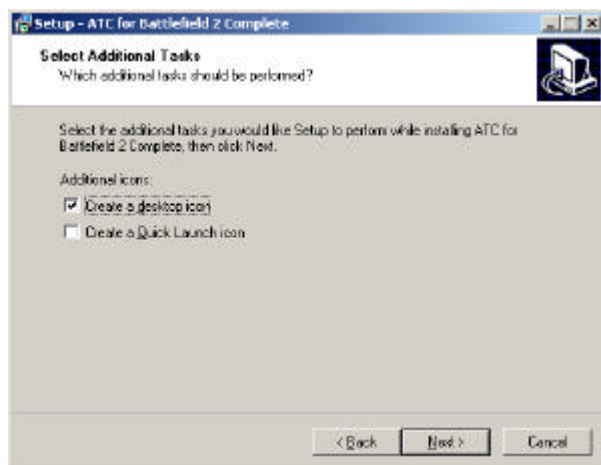 Setup - ATC for Battlefield 2 Complete
Select Additional Tasks
Which additional tasks should be performed?
Select the additional tasks you would like Setup to perform while installing ATC for
Battlefield 2 Complete, then click Next.
Additional icons:
Create a desktop icon
Create a Quick Launch icon
< Back Next > Cancel